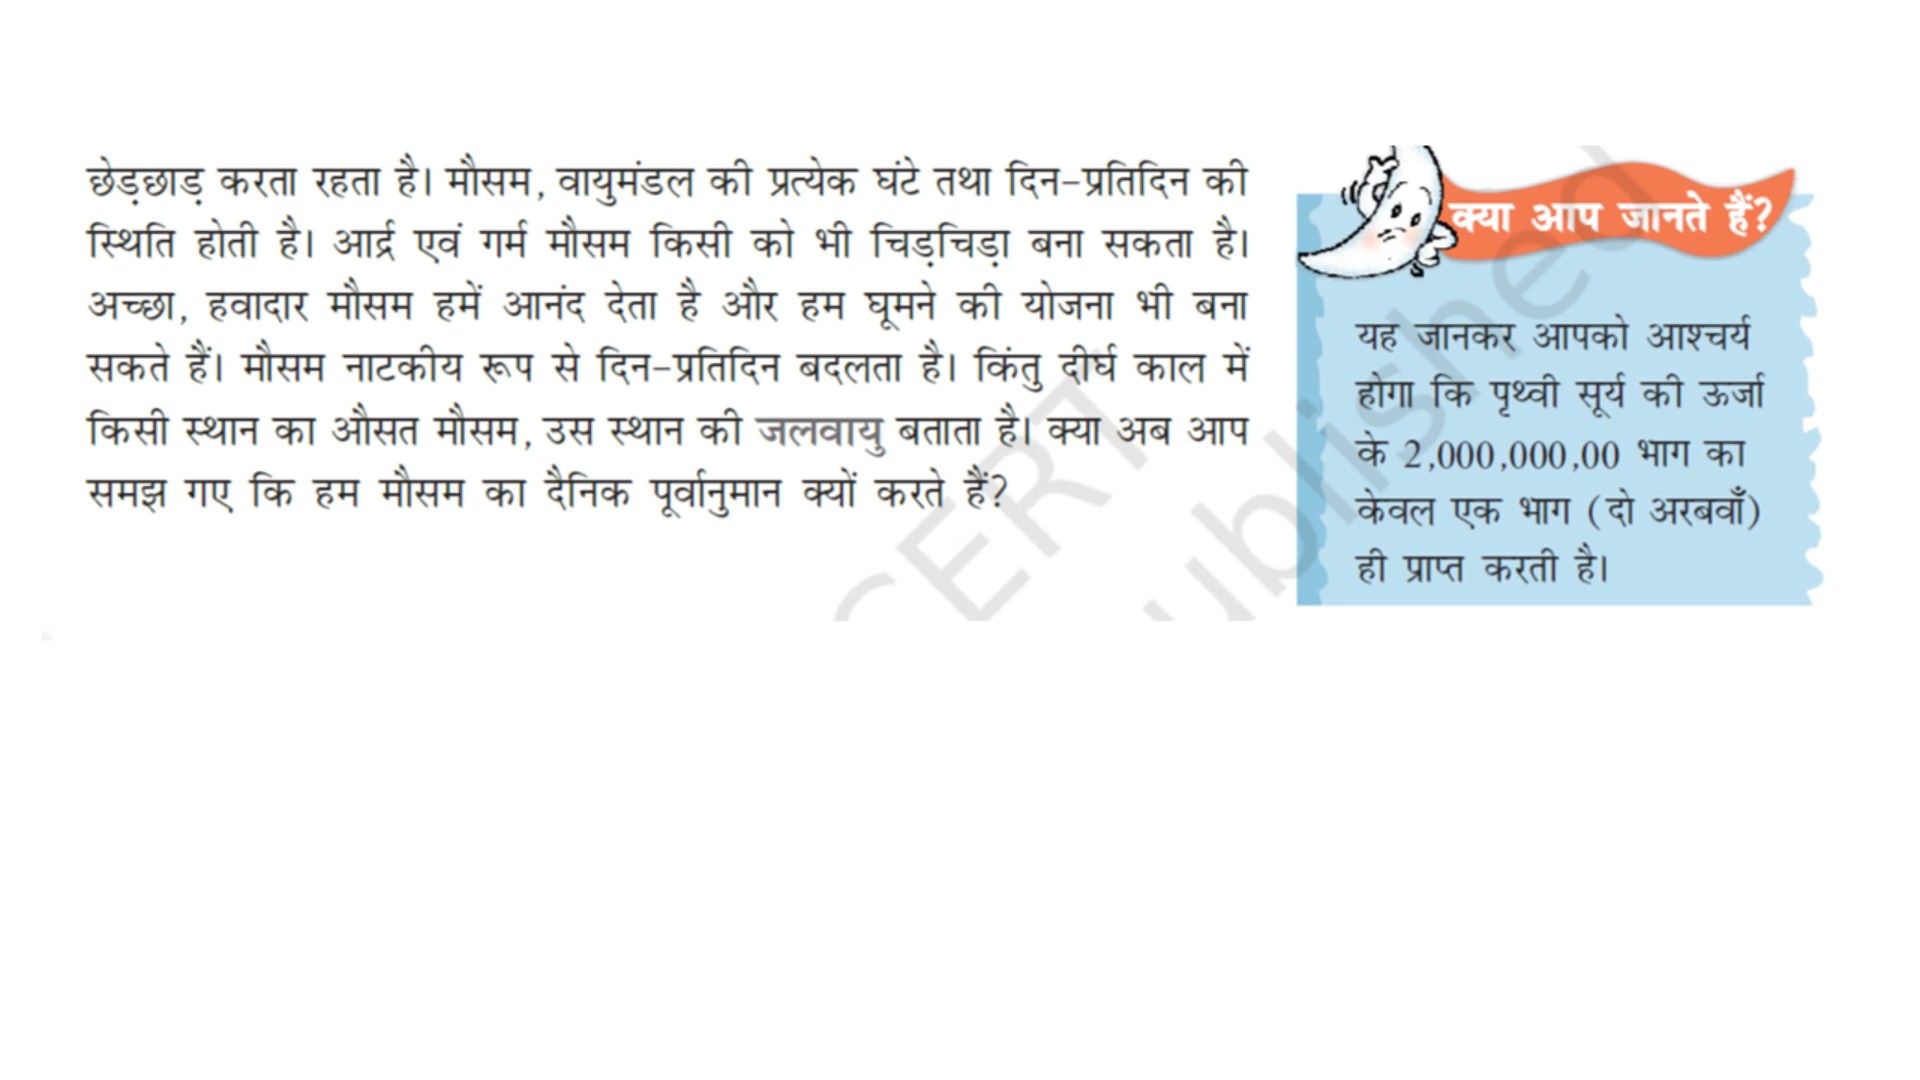 छेड़छाड़ करता रहता है। मौसम, वायुमंडल की प्रत्येक घंटे तथा दिन-प्रतिदिन की
स्थिति होती है। आर्द्र एवं गर्म मौसम किसी को भी चिड़चिड़ा बना सकता है।
अच्छा, हवादार मौसम हमें आनंद देता है और हम घूमने की योजना भी बना
सकते हैं। मौसम नाटकीय रूप से दिन-प्रतिदिन बदलता है। किंतु दीर्घ काल में
किसी स्थान का औसत मौसम, उस स्थान की जलवायु बताता है। क्या अब आप
समझ गए कि हम मौसम का दैनिक पूर्वानुमान क्यों करते हैं?
क्या आप जानते हैं?
यह जानकर आपको आश्चर्य
होगा कि पृथ्वी सूर्य की ऊर्जा
के 2,000,000,00 भाग का
केवल एक भाग (दो अरबवाँ)
ही प्राप्त करती है।
CERT
ublished